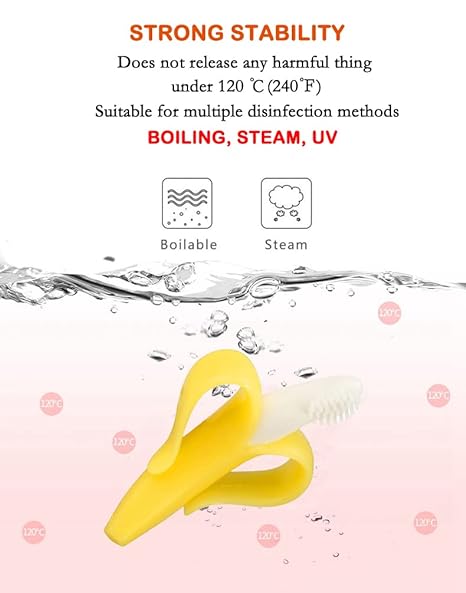 STRONG STABILITY
Does not release any harmful thing
under 120 ℃ (240℉)
Suitable for multiple disinfection methods
BOILING, STEAM, UV
Boilable
Steam
120°C
120°C
120°C
120°C
120°C
120°C
120°C